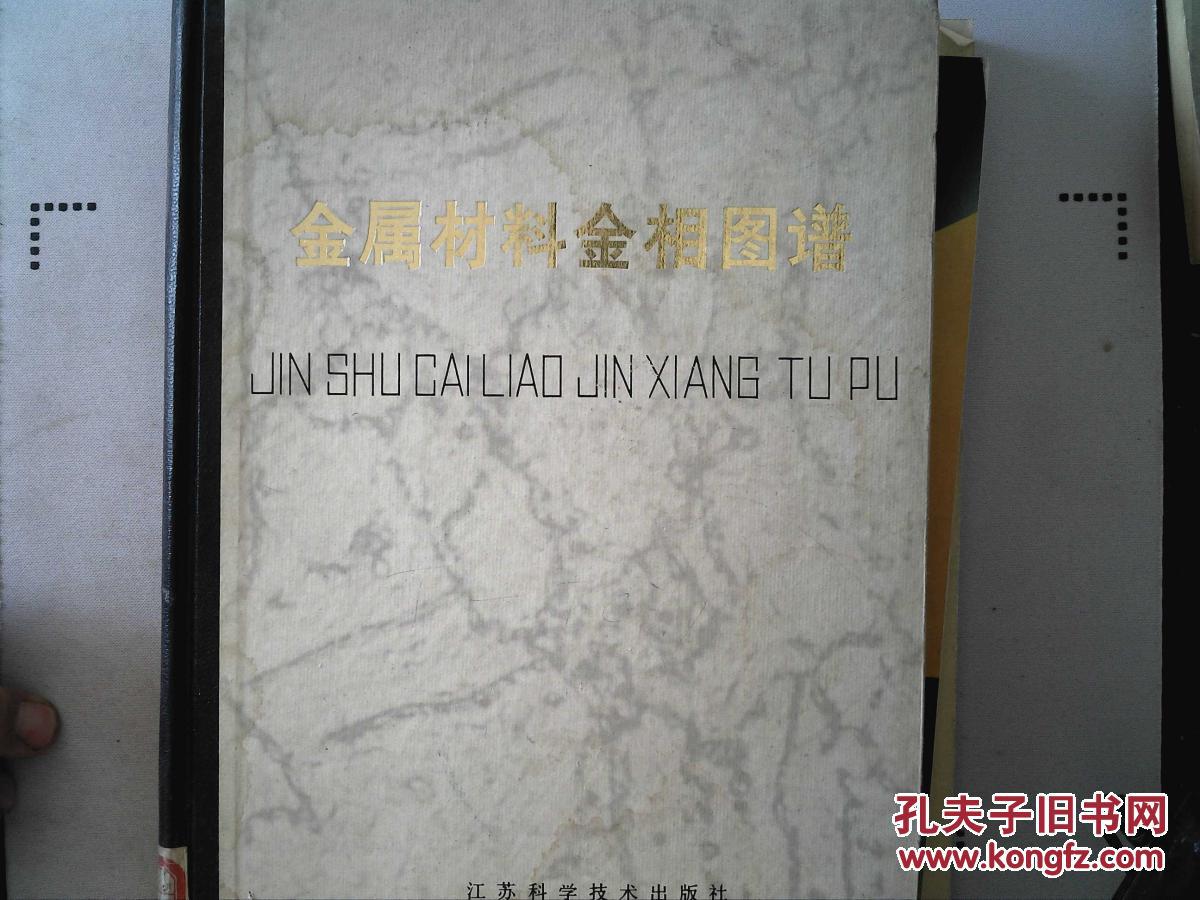 金属材料金相图谱
JIN SHU CAI LIAO JIN XIANG TU PU
江苏科学技术出版社
孔夫子旧书网
www.kongfz.com